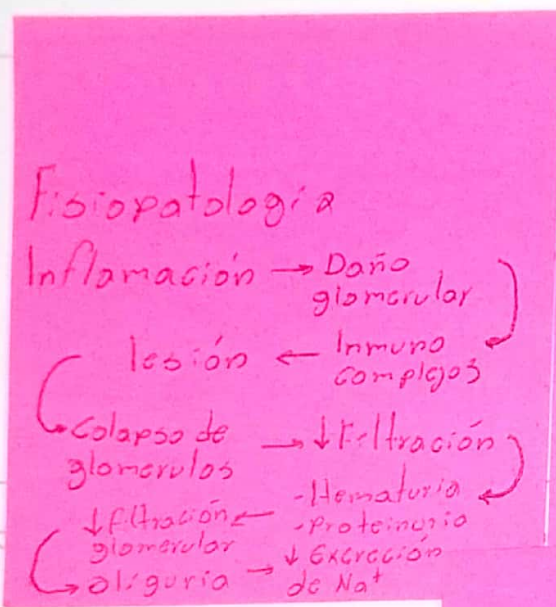 Fisiopatología
Inflamación → Daño
glomerular
lesión ← Inmuno
complejos
Colapso de → ↓ Filtración
glomerulos
- Hematuria
↓ filtración ← - Proteinuria
glomerular
oliguria → ↓ Excreción
de Na⁺